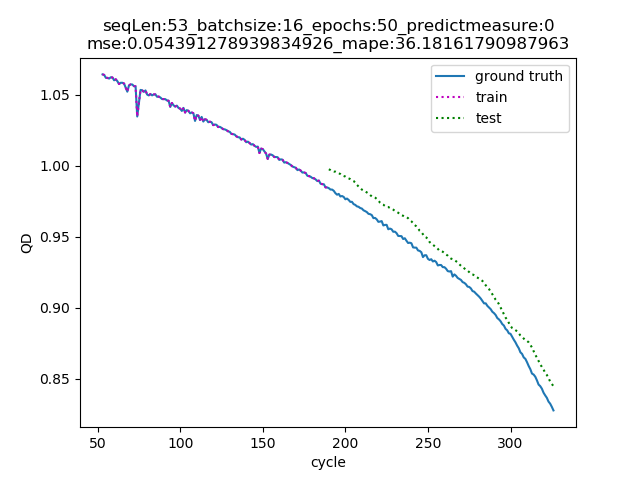 seqLen:53_batchsize:16_epochs:50_predictmeasure:0
mse:0.054391278939834926_mape:36.18161790987963
ground truth
train
test
1.05
1.00
0.95
0.90
0.85
QD
50
100
150
200
250
300
cycle